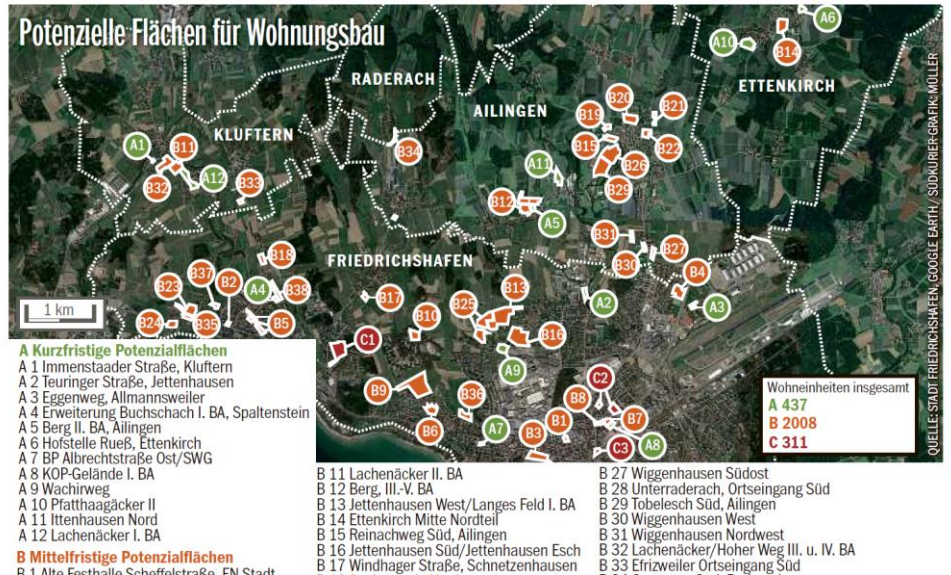 Potenzielle Flächen für Wohnungsbau
A6
A10
B14
RADERACH
ETTENKIRCH
AILINGEN
B20
B21
B19
KLUFTERN
A1
B11
B34
B15
B22
A11
B26
B32
A12
B33
B29
B12
A5
B31
B27
B30
B18
FRIEDRICHSHAFEN
B4
B37
B2
B23
A4
B38
B13
B17
B25
A2
A3
1 km
B24
B35
B5
B10
B16
C1
A9
C2
B9
B36
B8
B6
A7
B3
B1
B7
C3
A8
Wohneinheiten insgesamt
A 437
B 2008
C 311
QUELLE: STADT FRIEDRICHSHAFEN, GOOGLE EARTH / SÜDKURIER-GRAFIK: MÜLLER
A Kurzfristige Potenzialflächen
A 1 Immenstaader Straße, Kluftern
A 2 Teuringer Straße, Jettenhausen
A 3 Eggenweg, Allmannsweiler
A 4 Erweiterung Buchschach I. BA, Spaltenstein
A 5 Berg II. BA, Ailingen
A 6 Hofstelle Rueß, Ettenkirch
A 7 BP Albrechtstraße Ost/SWG
A 8 KOP-Gelände I. BA
A 9 Wachirweg
A 10 Pfatthaagäcker II
A 11 Ittenhausen Nord
A 12 Lachenäcker I. BA
B Mittelfristige Potenzialflächen
B 1 Alte Festhalle Scheffelstraße, FN Stadt
B 11 Lachenäcker II. BA
B 12 Berg, III.-V. BA
B 13 Jettenhausen West/Langes Feld I. BA
B 14 Ettenkirch Mitte Nordteil
B 15 Reinachweg Süd, Ailingen
B 16 Jettenhausen Süd/Jettenhausen Esch
B 17 Windhager Straße, Schnetzenhausen
B 27 Wiggenhausen Südost
B 28 Unterraderach, Ortseingang Süd
B 29 Tobelesch Süd, Ailingen
B 30 Wiggenhausen West
B 31 Wiggenhausen Nordwest
B 32 Lachenäcker/Hoher Weg III. u. IV. BA
B 33 Efrizweiler Ortseingang Süd